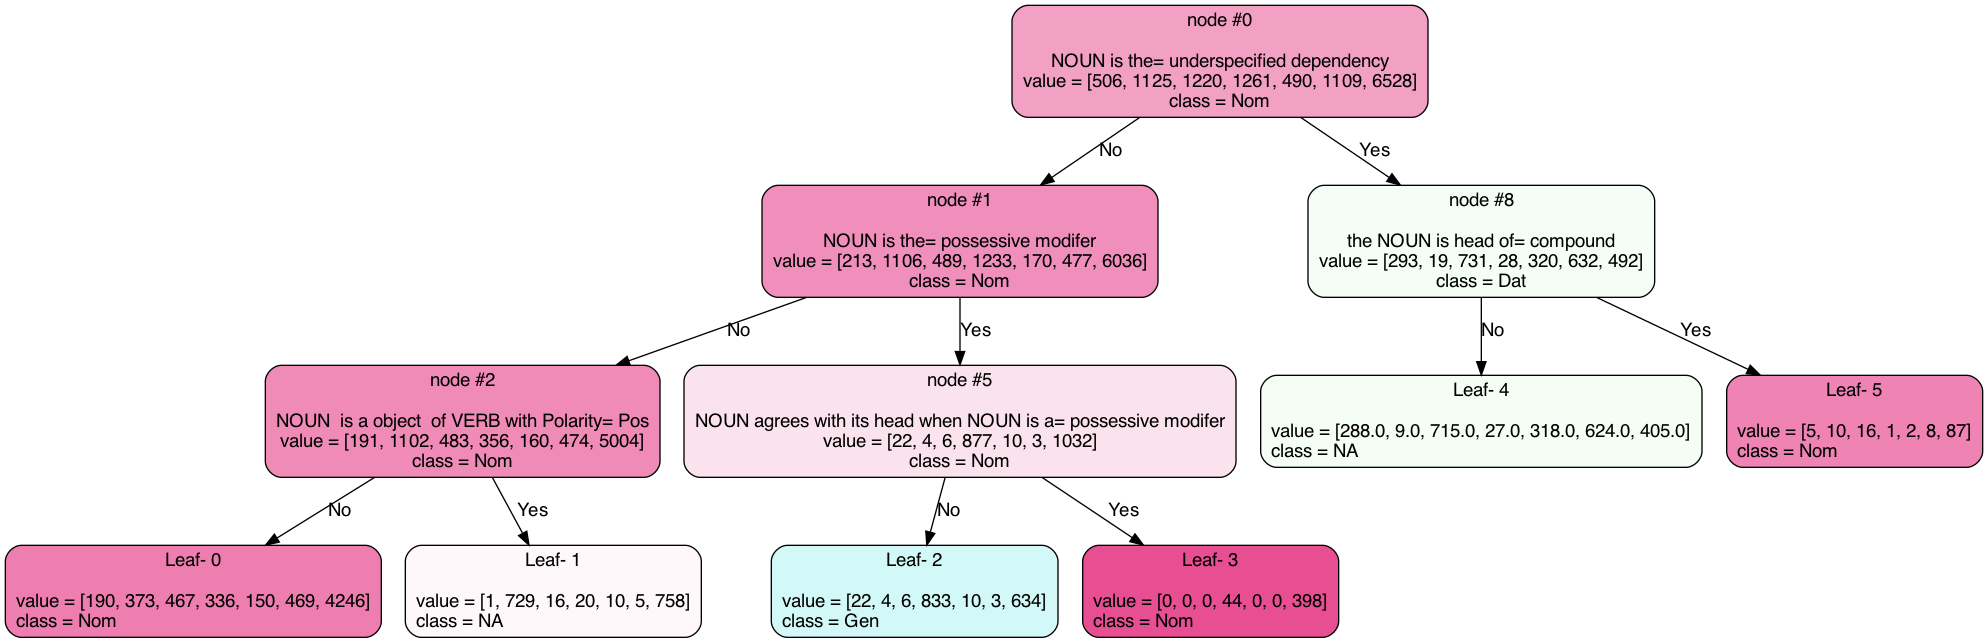 node #0
NOUN is the= underspecified dependency
value = [506, 1125, 1220, 1261, 490, 1109, 6528]
class = Nom
No
Yes
node #1
NOUN is the= possessive modifer
value = [213, 1106, 489, 1233, 170, 477, 6036]
class = Nom
node #8
the NOUN is head of= compound
value = [293, 19, 731, 28, 320, 632, 492]
class = Dat
No
Yes
No
Yes
node #2
NOUN  is a object  of VERB with Polarity= Pos
value = [191, 1102, 483, 356, 160, 474, 5004]
class = Nom
node #5
NOUN agrees with its head when NOUN is a= possessive modifer
value = [22, 4, 6, 877, 10, 3, 1032]
class = Nom
Leaf- 4
value = [288.0, 9.0, 715.0, 27.0, 318.0, 624.0, 405.0]
class = NA
Leaf- 5
value = [5, 10, 16, 1, 2, 8, 87]
class = Nom
No
Yes
No
Yes
Leaf- 0
value = [190, 373, 467, 336, 150, 469, 4246]
class = Nom
Leaf- 1
value = [1, 729, 16, 20, 10, 5, 758]
class = NA
Leaf- 2
value = [22, 4, 6, 833, 10, 3, 634]
class = Gen
Leaf- 3
value = [0, 0, 0, 44, 0, 0, 398]
class = Nom